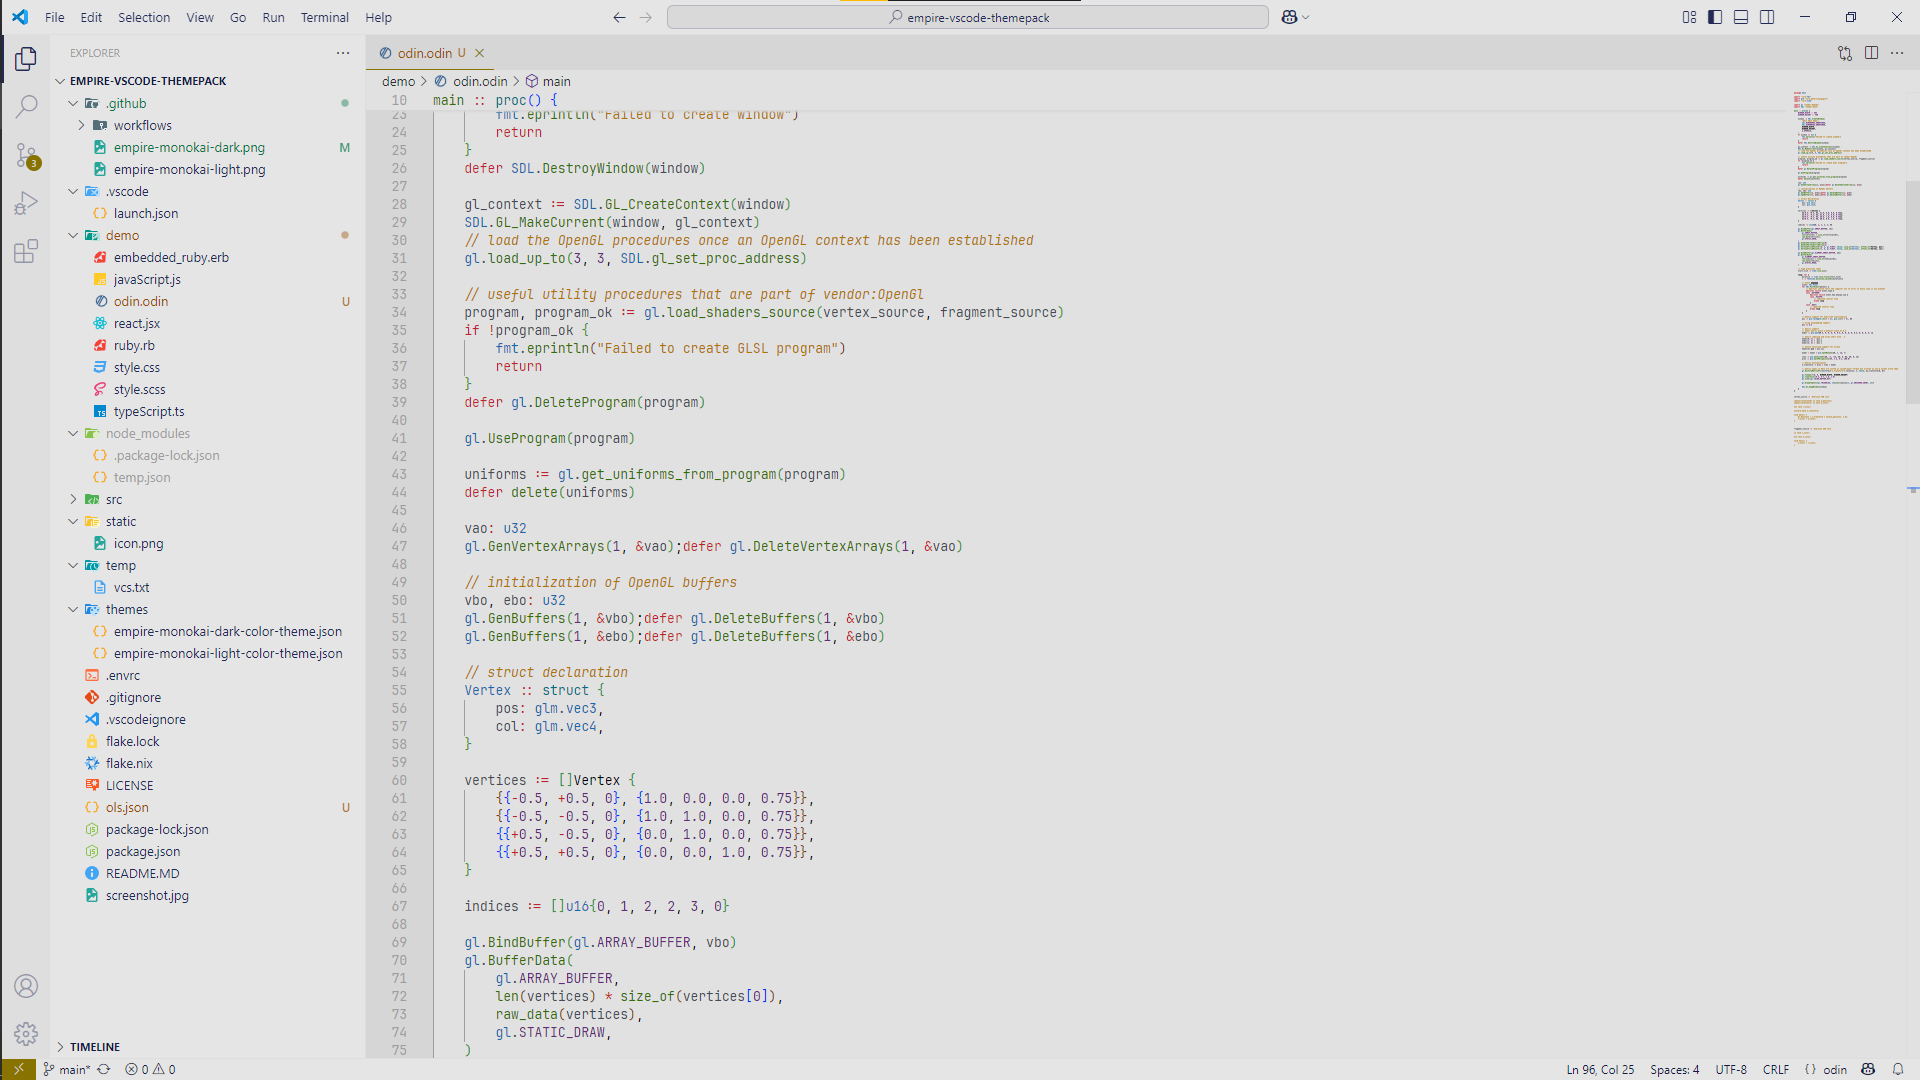 File Edit Selection View Go Run Terminal Help
empire-vscode-themepack
EXPLORER
EMPIRE-VSCODE-THEMEPACK
.github
workflows
empire-monokai-dark.png M
empire-monokai-light.png
.vscode
launch.json
demo
embedded_ruby.erb
javaScript.js
odin.odin U
react.jsx
ruby.rb
style.css
style.scss
typeScript.ts
node_modules
.package-lock.json
temp.json
src
static
icon.png
temp
vcs.txt
themes
empire-monokai-dark-color-theme.json
empire-monokai-light-color-theme.json
.envrc
.gitignore
.vscodeignore
flake.lock
flake.nix
LICENSE
ols.json U
package-lock.json
package.json
README.MD
screenshot.jpg
TIMELINE
3
odin.odin U
demo > odin.odin > main
10 main :: proc() {
23 fmt.eprintln("Failed to create window")
24 return
25 }
26 defer SDL.DestroyWindow(window)
27
28 gl_context := SDL.GL_CreateContext(window)
29 SDL.GL_MakeCurrent(window, gl_context)
30 // load the OpenGL procedures once an OpenGL context has been established
31 gl.load_up_to(3, 3, SDL.gl_set_proc_address)
32
33 // useful utility procedures that are part of vendor:OpenGl
34 program, program_ok := gl.load_shaders_source(vertex_source, fragment_source)
35 if !program_ok {
36 fmt.eprintln("Failed to create GLSL program")
37 return
38 }
39 defer gl.DeleteProgram(program)
40
41 gl.UseProgram(program)
42
43 uniforms := gl.get_uniforms_from_program(program)
44 defer delete(uniforms)
45
46 vao: u32
47 gl.GenVertexArrays(1, &vao);defer gl.DeleteVertexArrays(1, &vao)
48
49 // initialization of OpenGL buffers
50 vbo, ebo: u32
51 gl.GenBuffers(1, &vbo);defer gl.DeleteBuffers(1, &vbo)
52 gl.GenBuffers(1, &ebo);defer gl.DeleteBuffers(1, &ebo)
53
54 // struct declaration
55 Vertex :: struct {
56 pos: glm.vec3,
57 col: glm.vec4,
58 }
59
60 vertices := []Vertex {
61 {{-0.5, +0.5, 0}, {1.0, 0.0, 0.0, 0.75}},
62 {{-0.5, -0.5, 0}, {1.0, 1.0, 0.0, 0.75}},
63 {{+0.5, -0.5, 0}, {0.0, 1.0, 0.0, 0.75}},
64 {{+0.5, +0.5, 0}, {0.0, 0.0, 1.0, 0.75}},
65 }
66
67 indices := []u16{0, 1, 2, 2, 3, 0}
68
69 gl.BindBuffer(gl.ARRAY_BUFFER, vbo)
70 gl.BufferData(
71 gl.ARRAY_BUFFER,
72 len(vertices) * size_of(vertices[0]),
73 raw_data(vertices),
74 gl.STATIC_DRAW,
75 )
main* 0 0
Ln 96, Col 25 Spaces: 4 UTF-8 CRLF {} odin